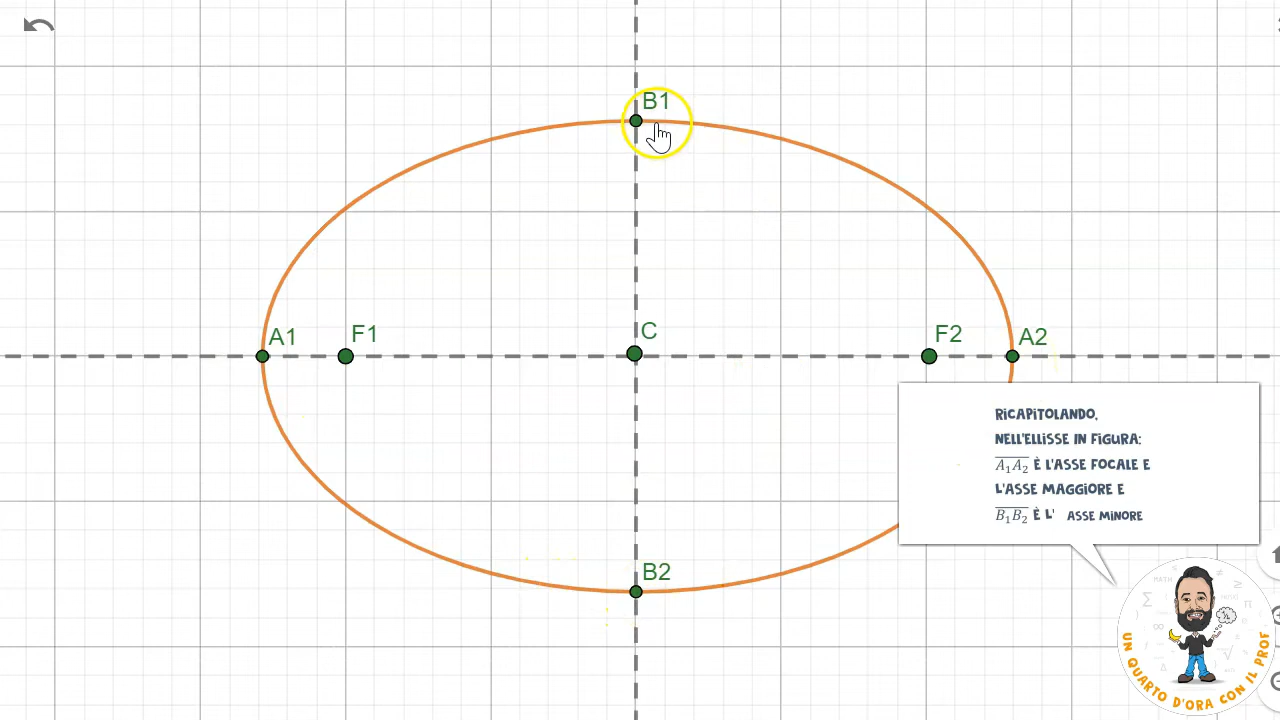 B1
A1
F1
C
F2
A2
B2
RICAPITOLANDO,
NELL'ELLISSE IN FIGURA:
A₁A₂ È L'ASSE FOCALE E
L'ASSE MAGGIORE E
B₁B₂ È L' ASSE MINORE
MATH
UN QUARTO D'ORA CON IL PROF